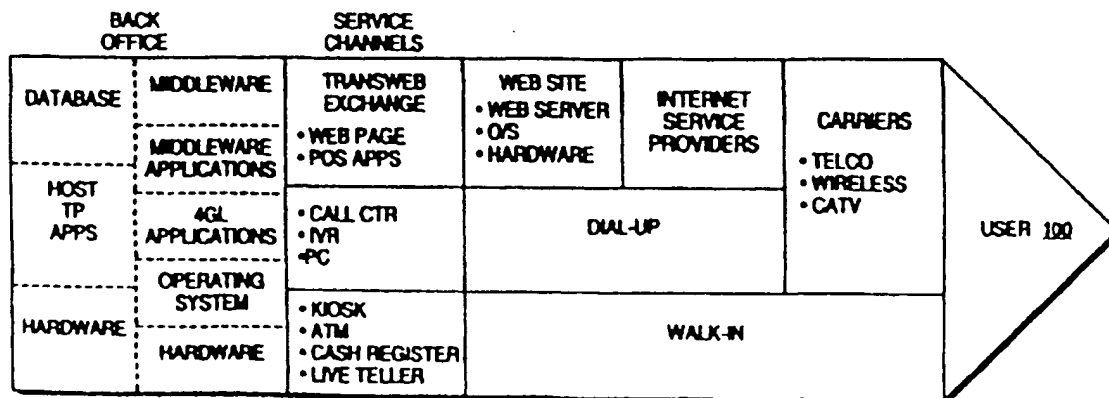 BACK
OFFICE
SERVICE
CHANNELS
DATABASE
HOST
TP
APPS
HARDWARE
MIDDLEWARE
MIDDLEWARE
APPLICATIONS
4GL
APPLICATIONS
OPERATING
SYSTEM
HARDWARE
TRANSWEB
EXCHANGE
• WEB PAGE
• POS APPS
• CALL CTR
• IVR
•PC
• KIOSK
• ATM
• CASH REGISTER
• LIVE TELLER
WEB SITE
• WEB SERVER
• O/S
• HARDWARE
INTERNET
SERVICE
PROVIDERS
DIAL-UP
WALK-IN
CARRIERS
• TELCO
• WIRELESS
• CATV
USER 100